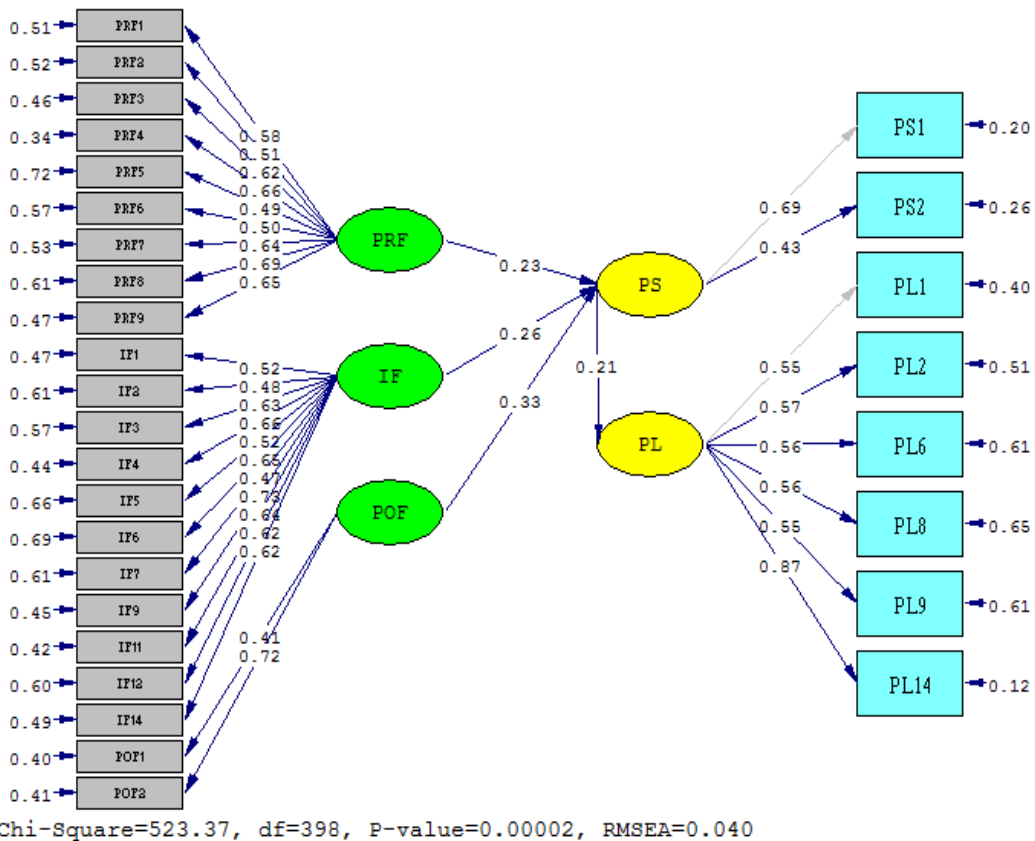 0.51 PRF1
0.52 PRF2
0.46 PRF3
0.34 PRF4
0.72 PRF5
0.57 PRF6
0.53 PRF7
0.61 PRF8
0.47 PRF9
0.47 IF1
0.61 IF2
0.57 IF3
0.44 IF4
0.66 IF5
0.69 IF6
0.61 IF7
0.45 IF9
0.42 IF11
0.60 IF12
0.49 IF14
0.40 POF1
0.41 POF2
0.58
0.51
0.62
0.66
0.49
0.50
0.64
0.69
0.65
0.52
0.48
0.63
0.66
0.52
0.65
0.47
0.73
0.64
0.62
0.62
0.41
0.72
PRF
IF
POF
0.23
0.26
0.33
PS
0.21
PL
0.69
0.43
0.55
0.57
0.56
0.56
0.55
0.87
PS1 0.20
PS2 0.26
PL1 0.40
PL2 0.51
PL6 0.61
PL8 0.65
PL9 0.61
PL14 0.12
Chi-Square=523.37, df=398, P-value=0.00002, RMSEA=0.040